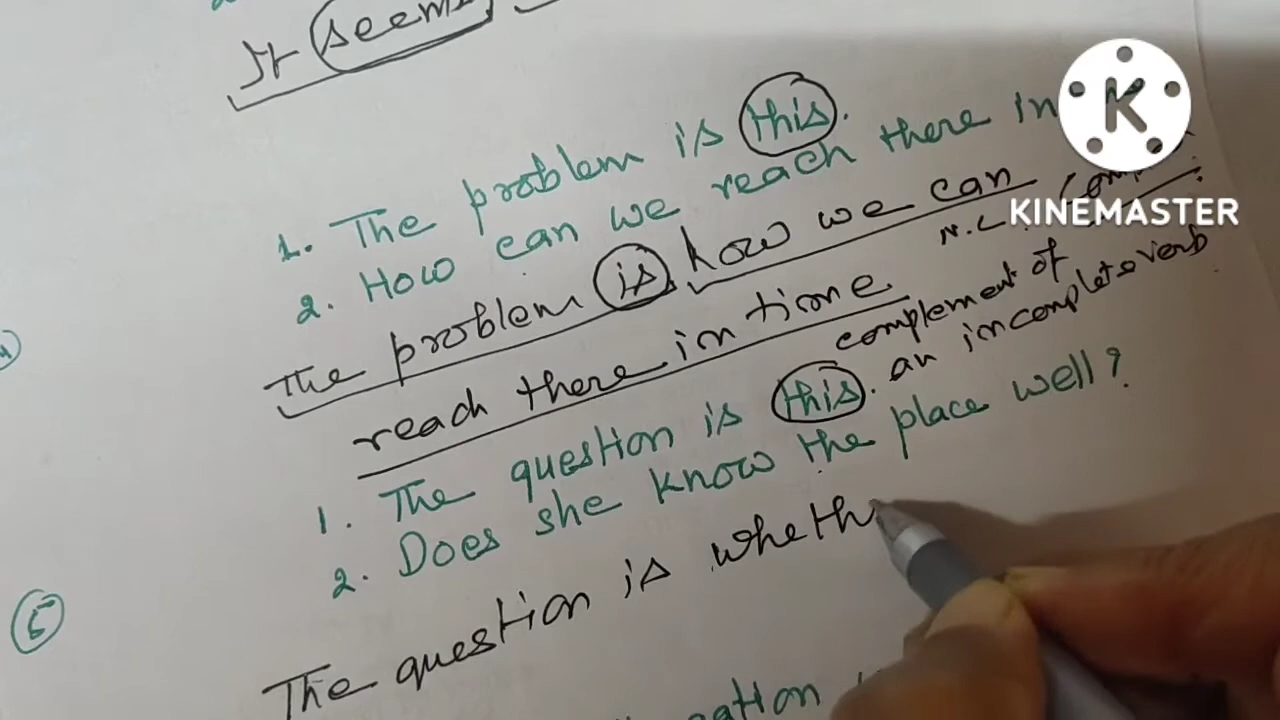 It seems
1. The problem is this.
2. How can we reach there in
The problem is how we can
reach there in time
N.Cl.
complement of
an incomplete verb
1. The question is this.
2. Does she know the place well?
5
The question is wheth
K
KINEMASTER